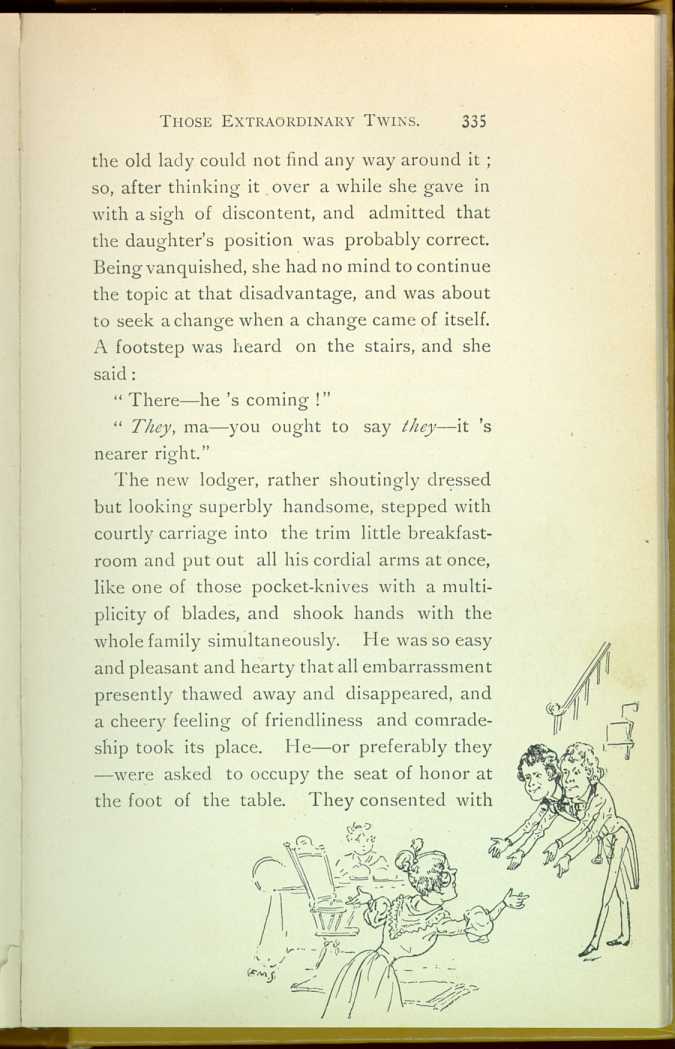 THOSE EXTRAORDINARY TWINS. 335
the old lady could not find any way around it ;
so, after thinking it over a while she gave in
with a sigh of discontent, and admitted that
the daughter's position was probably correct.
Being vanquished, she had no mind to continue
the topic at that disadvantage, and was about
to seek a change when a change came of itself.
A footstep was heard on the stairs, and she
said :
" There—he 's coming !"
" They, ma—you ought to say they—it 's
nearer right."
The new lodger, rather shoutingly dressed
but looking superbly handsome, stepped with
courtly carriage into the trim little breakfast-
room and put out all his cordial arms at once,
like one of those pocket-knives with a multi-
plicity of blades, and shook hands with the
whole family simultaneously. He was so easy
and pleasant and hearty that all embarrassment
presently thawed away and disappeared, and
a cheery feeling of friendliness and comrade-
ship took its place. He—or preferably they
—were asked to occupy the seat of honor at
the foot of the table. They consented with